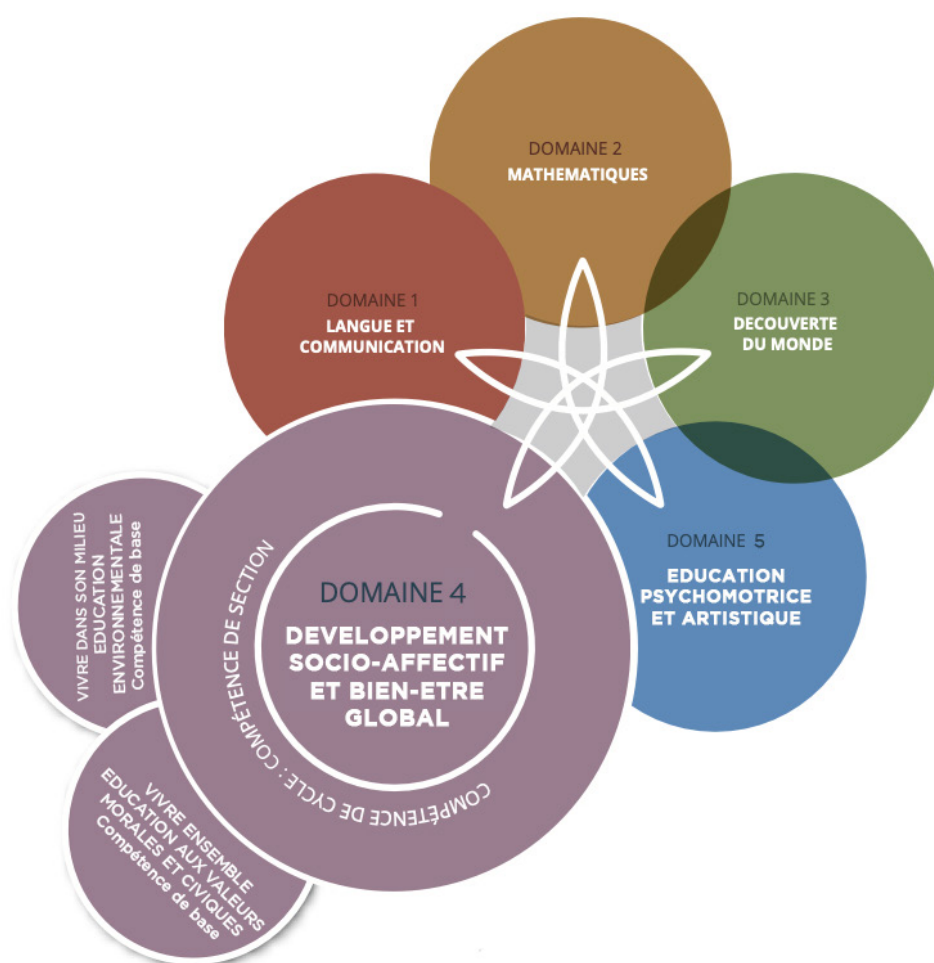 DOMAINE 2
MATHEMATIQUES
DOMAINE 1
LANGUE ET
COMMUNICATION
DOMAINE 3
DECOUVERTE
DU MONDE
DOMAINE 5
EDUCATION
PSYCHOMOTRICE
ET ARTISTIQUE
DOMAINE 4
DEVELOPPEMENT
SOCIO-AFFECTIF
ET BIEN-ETRE
GLOBAL
COMPÉTENCE DE CYCLE : COMPÉTENCE DE SECTION
VIVRE DANS SON MILIEU
EDUCATION
ENVIRONNEMENTALE
Compétence de base
VIVRE ENSEMBLE
EDUCATION AUX VALEURS
MORALES ET CIVIQUES
Compétence de base